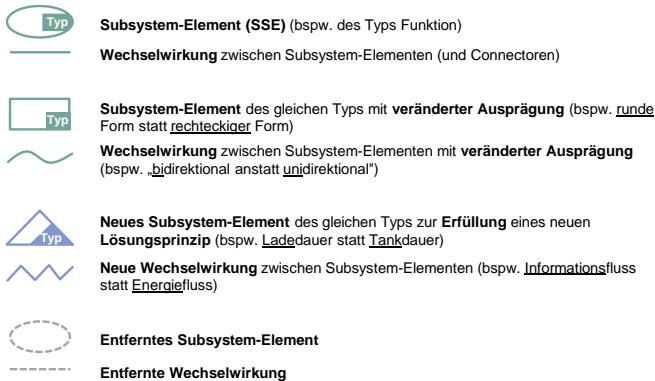 Typ
Subsystem-Element (SSE) (bspw. des Typs Funktion)
Wechselwirkung zwischen Subsystem-Elementen (und Connectoren)
Typ
Subsystem-Element des gleichen Typs mit veränderter Ausprägung (bspw. runde
Form statt rechteckiger Form)
Wechselwirkung zwischen Subsystem-Elementen mit veränderter Ausprägung
(bspw. „bidirektional anstatt unidirektional")
Typ
Neues Subsystem-Element des gleichen Typs zur Erfüllung eines neuen
Lösungsprinzip (bspw. Ladedauer statt Tankdauer)
Neue Wechselwirkung zwischen Subsystem-Elementen (bspw. Informationsfluss
statt Energiefluss)
Entferntes Subsystem-Element
Entfernte Wechselwirkung